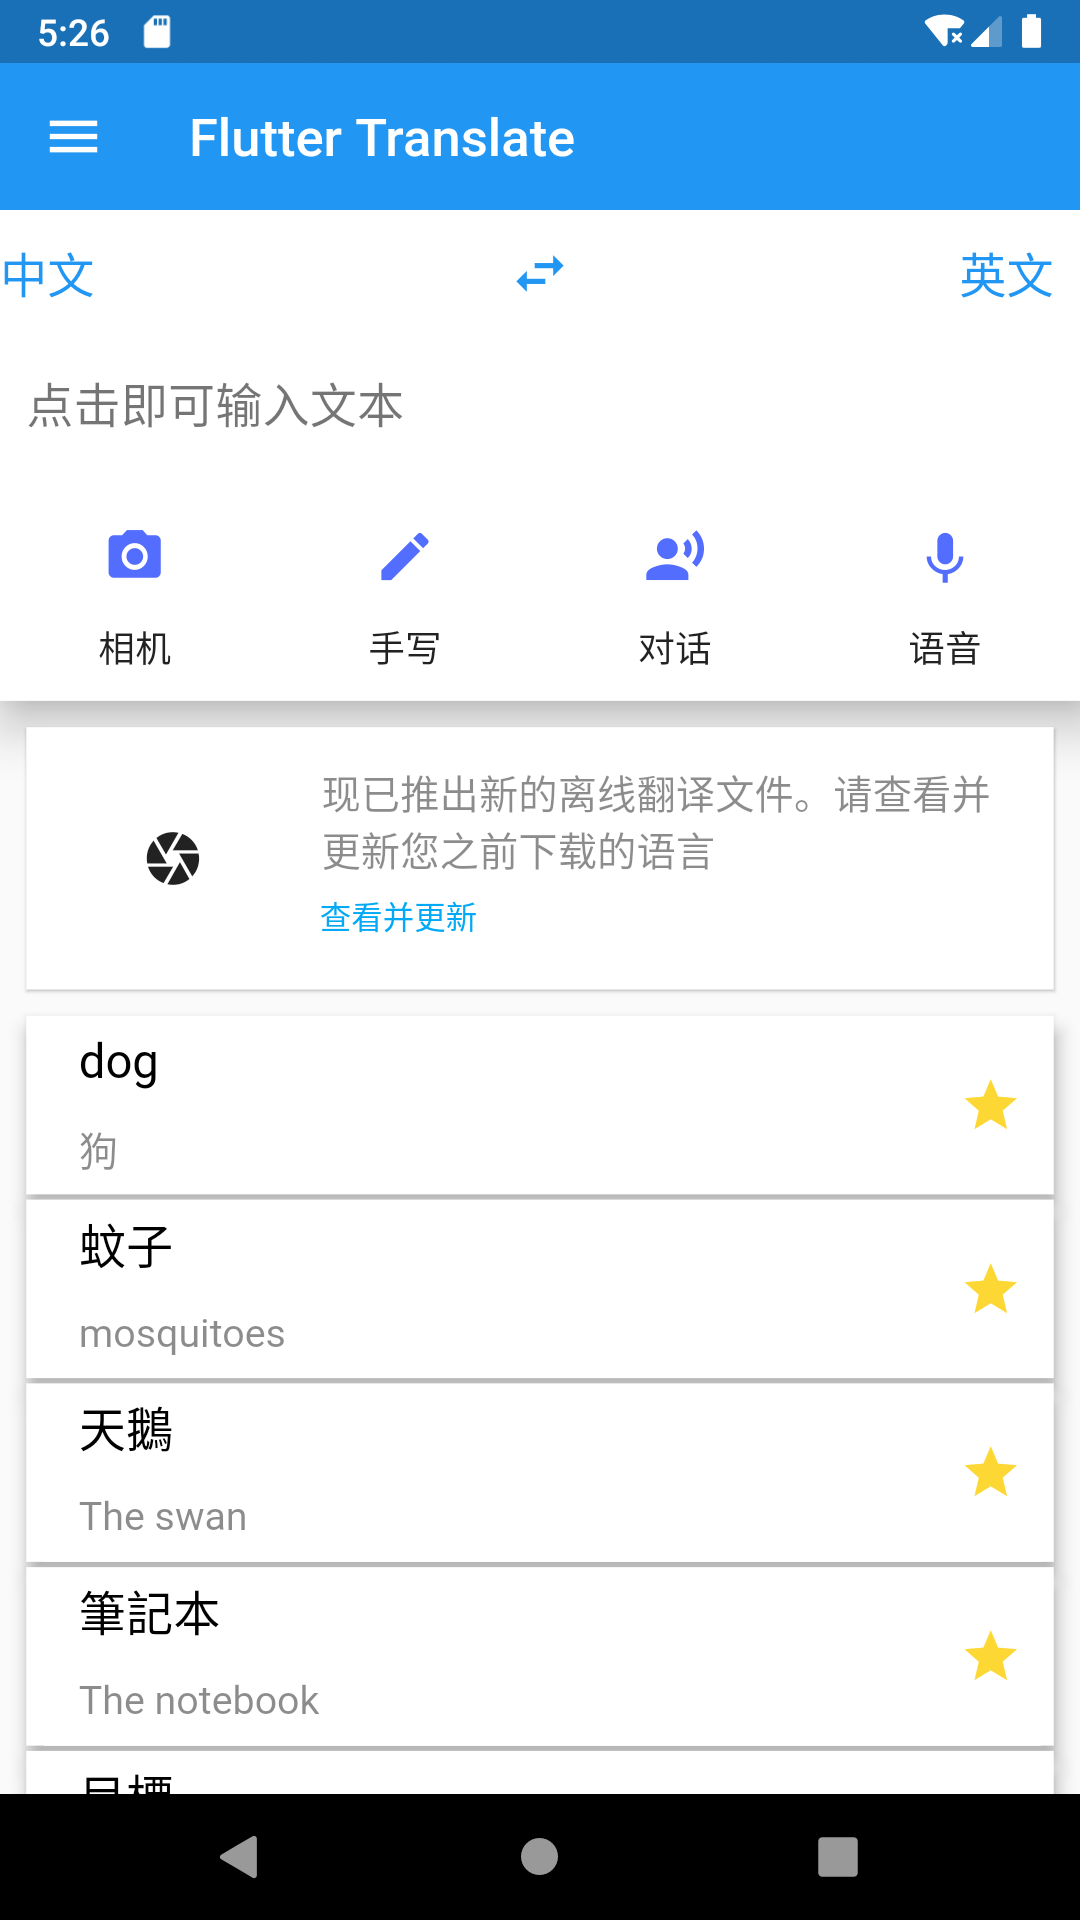 5:26
Flutter Translate
中文
英文
点击即可输入文本
相机
手写
对话
语音
现已推出新的离线翻译文件。请查看并
更新您之前下载的语言
查看并更新
dog
狗
蚊子
mosquitoes
天鵝
The swan
筆記本
The notebook